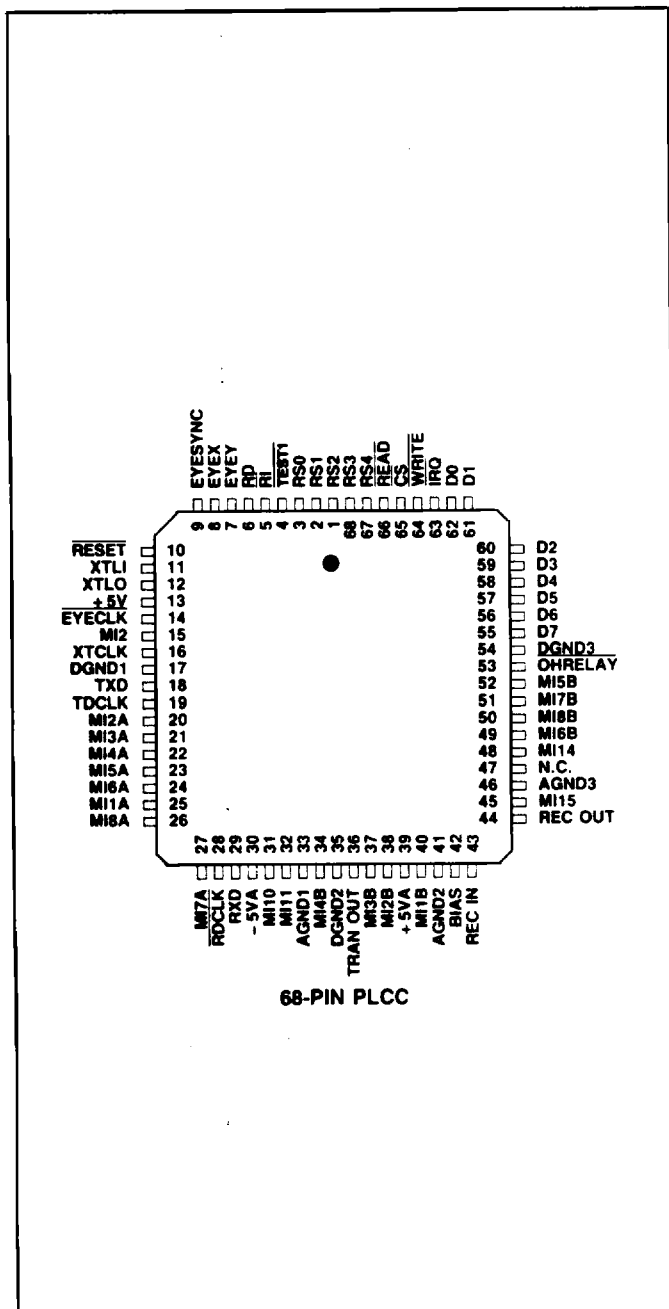 EYESYNC
EYEX
EYEY
RD
RI
TEST1
RS0
RS1
RS2
RS3
RS4
READ
CS
WRITE
IRQ
D0
D1
9 8 7 6 5 4 3 2 1 68 67 66 65 64 63 62 61
RESET 10
XTLI 11
XTLO 12
+5V 13
EYECLK 14
MI2 15
XTCLK 16
DGND1 17
TXD 18
TDCLK 19
MI2A 20
MI3A 21
MI4A 22
MI5A 23
MI6A 24
MI1A 25
MI8A 26
60 D2
59 D3
58 D4
57 D5
56 D6
55 D7
54 DGND3
53 OHRELAY
52 MI5B
51 MI7B
50 MI8B
49 MI6B
48 MI14
47 N.C.
46 AGND3
45 MI15
44 REC OUT
27 28 29 30 31 32 33 34 35 36 37 38 39 40 41 42 43
MI7A
RDCLK
RXD
-5VA
MI10
MI11
AGND1
MI4B
DGND2
TRAN OUT
MI3B
MI2B
+5VA
MI1B
AGND2
BIAS
REC IN
68-PIN PLCC